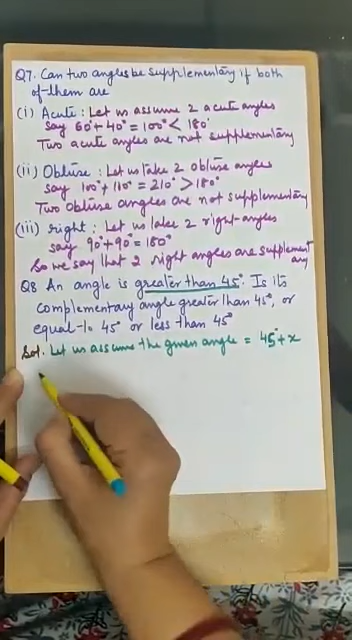 Q7. Can two angles be supplementary if both
of them are
(i) Acute : Let us assume 2 acute angles
say 60°+40° = 100° < 180°
Two acute angles are not supplementary
(ii) Obtuse : Let us take 2 obtuse angles
say 100°+110° = 210° > 180°
Two obtuse angles are not supplementary
(iii) right : Let us take 2 right-angles
say 90°+90° = 180°
So we say that 2 right angles are supplementary
Q8 An angle is greater than 45°. Is its
complementary angle greater than 45°, or
equal to 45° or less than 45°
Sol. Let us assume the given angle = 45°+x